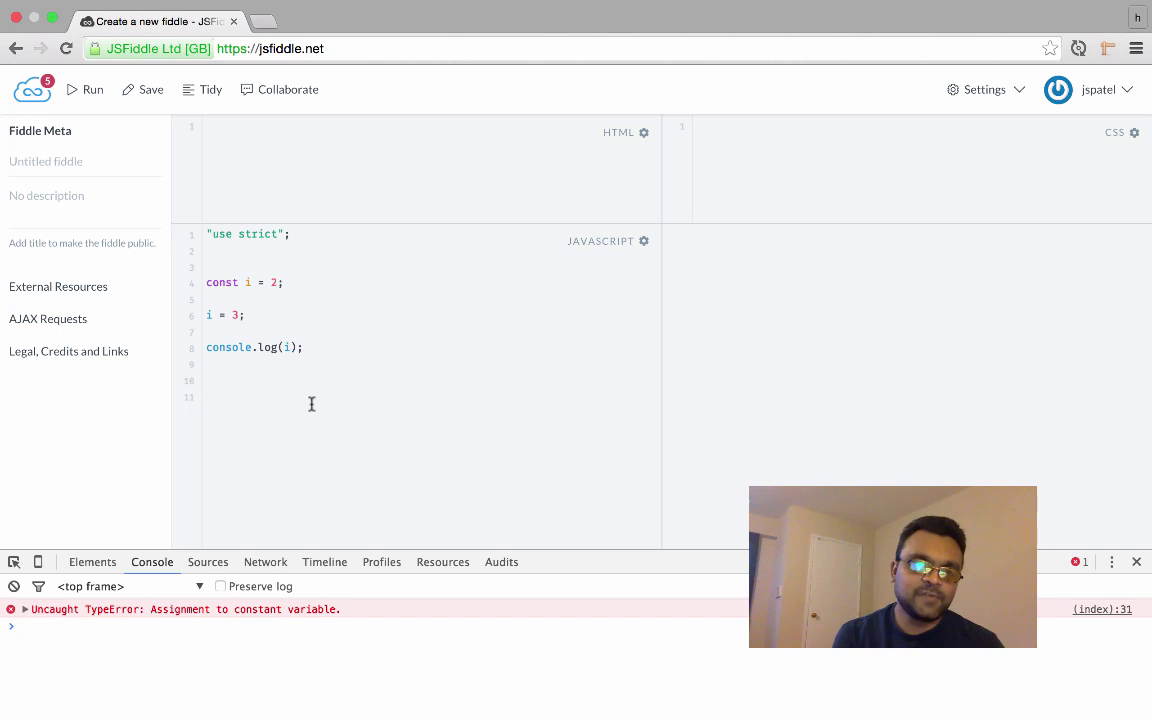 Create a new fiddle - JSFid
h
JSFiddle Ltd [GB] https://jsfiddle.net
5
Run Save Tidy Collaborate Settings jspatel
Fiddle Meta
Untitled fiddle
No description
Add title to make the fiddle public.
External Resources
AJAX Requests
Legal, Credits and Links
1
HTML
1
CSS
JAVASCRIPT
1 "use strict";
2
3
4 const i = 2;
5
6 i = 3;
7
8 console.log(i);
9
10
11
Elements Console Sources Network Timeline Profiles Resources Audits 1
<top frame> Preserve log
Uncaught TypeError: Assignment to constant variable. (index):31